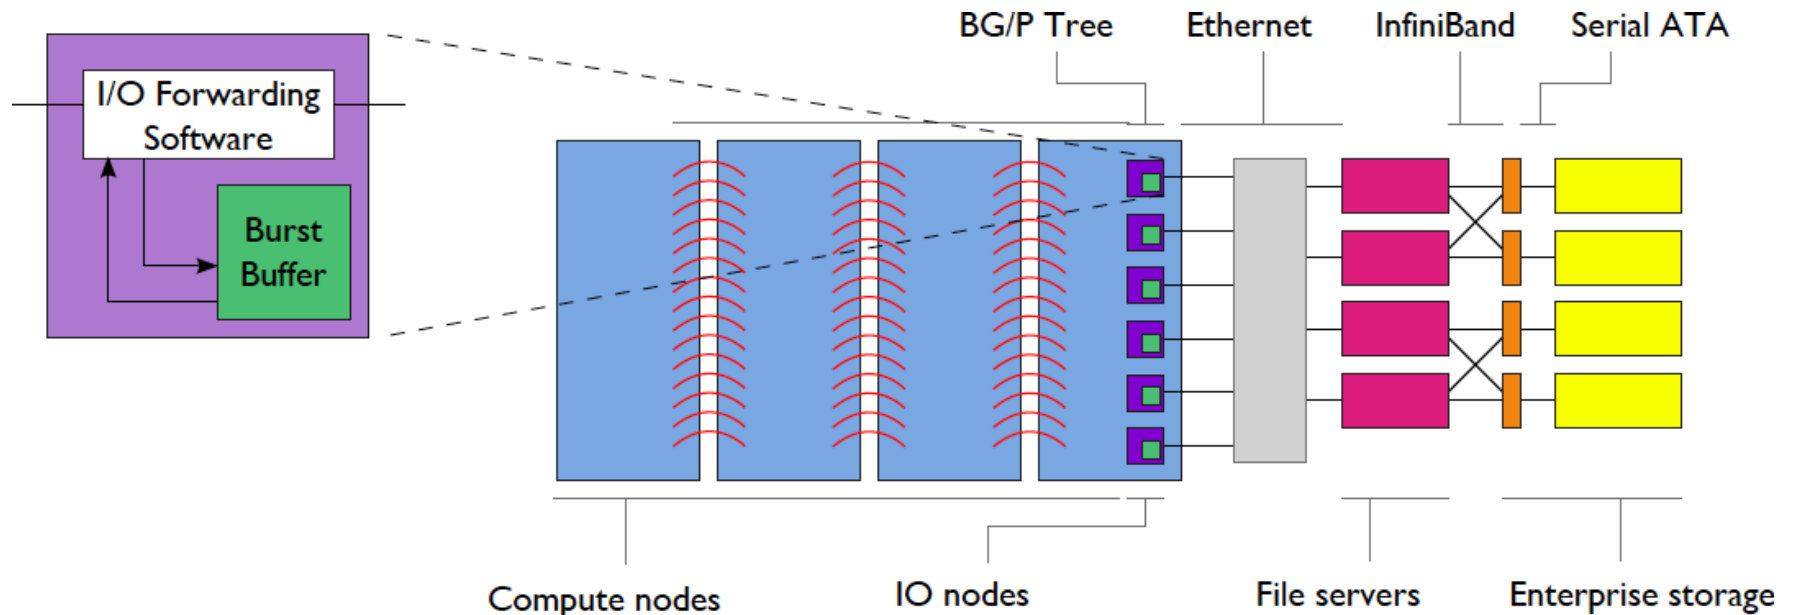 BG/P Tree
Ethernet
InfiniBand
Serial ATA
I/O Forwarding
Software
Burst
Buffer
Compute nodes
IO nodes
File servers
Enterprise storage